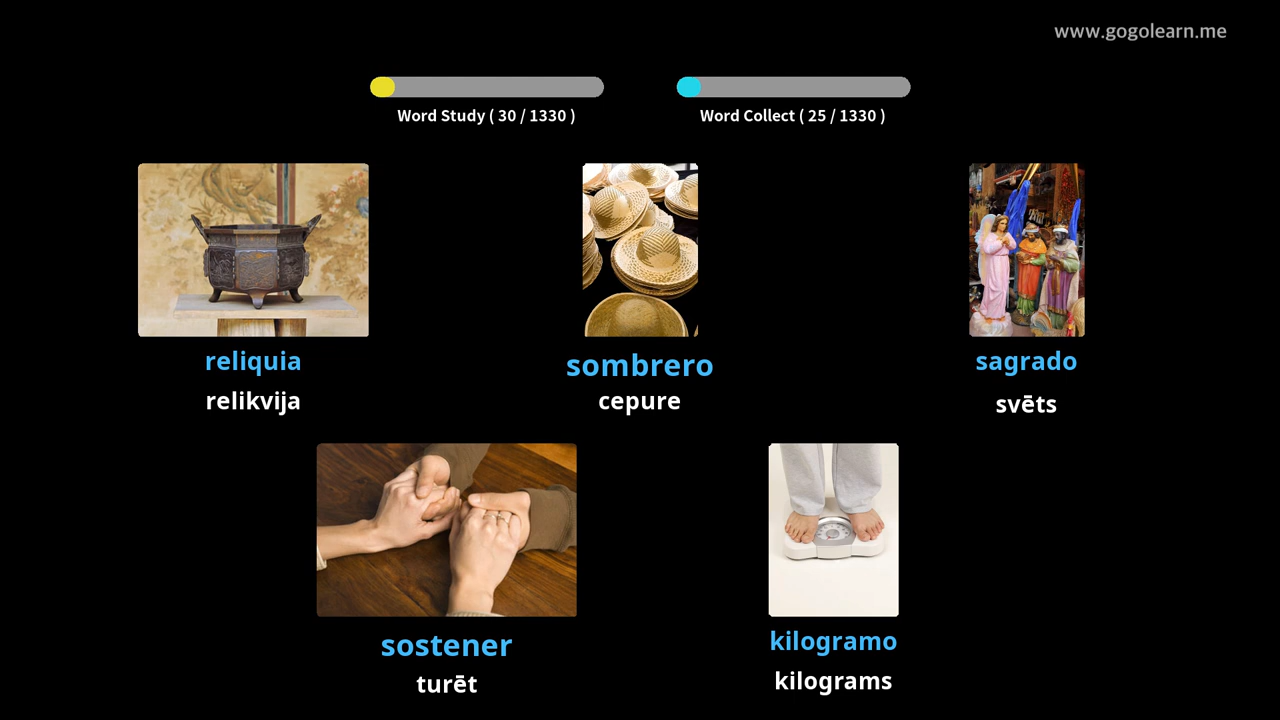 www.gogolearn.me
Word Study ( 30 / 1330 )
Word Collect ( 25 / 1330 )
reliquia
relikvija
sombrero
cepure
sagrado
svēts
sostener
turēt
kilogramo
kilograms